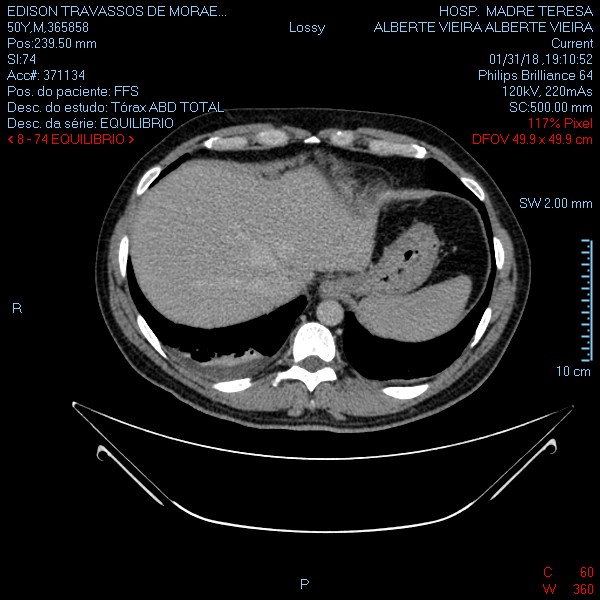 EDISON TRAVASSOS DE MORAE...
50Y,M,365858
Pos:239.50 mm
Sl:74
Acc#: 371134
Pos. do paciente: FFS
Desc. do estudo: Tórax ABD TOTAL
Desc. da série: EQUILIBRIO
< 8 - 74 EQUILIBRIO >
Lossy
HOSP. MADRE TERESA
ALBERTE VIEIRA ALBERTE VIEIRA
Current
01/31/18 ,19:10:52
Philips Brilliance 64
120kV, 220mAs
SC:500.00 mm
117% Pixel
DFOV 49.9 x 49.9 cm
SW 2.00 mm
R
10 cm
P
C 60
W 360